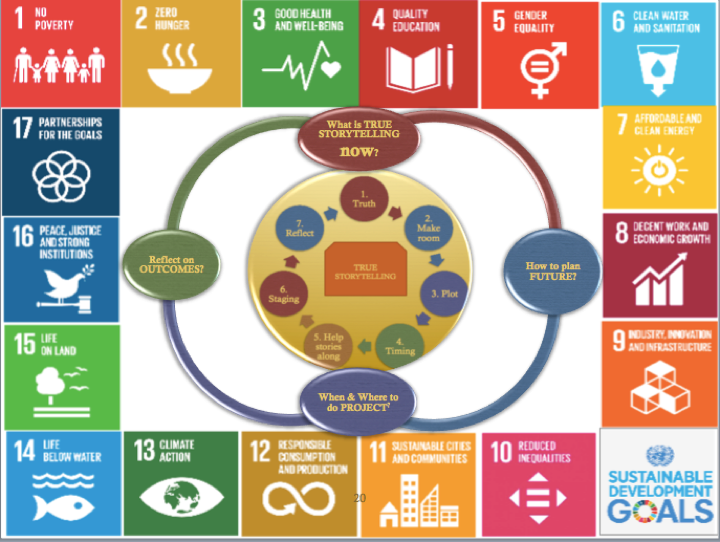 1 NO
POVERTY
2 ZERO
HUNGER
3 GOOD HEALTH
AND WELL-BEING
4 QUALITY
EDUCATION
5 GENDER
EQUALITY
6 CLEAN WATER
AND SANITATION
17 PARTNERSHIPS
FOR THE GOALS
What is TRUE
STORYTELLING
now?
7 AFFORDABLE AND
CLEAN ENERGY
1.
Truth
7.
Reflect
2.
Make
room
16 PEACE, JUSTICE
AND STRONG
INSTITUTIONS
8 DECENT WORK AND
ECONOMIC GROWTH
Reflect on
OUTCOMES?
TRUE
STORYTELLING
How to plan
FUTURE?
6.
Staging
3. Plot
15 LIFE
ON LAND
9 INDUSTRY, INNOVATION
AND INFRASTRUCTURE
5. Help
stories
along
4.
Timing
When & Where to
do PROJECT?
14 LIFE
BELOW WATER
13 CLIMATE
ACTION
12 RESPONSIBLE
CONSUMPTION
AND PRODUCTION
11 SUSTAINABLE CITIES
AND COMMUNITIES
10 REDUCED
INEQUALITIES
SUSTAINABLE
DEVELOPMENT
GOALS
20